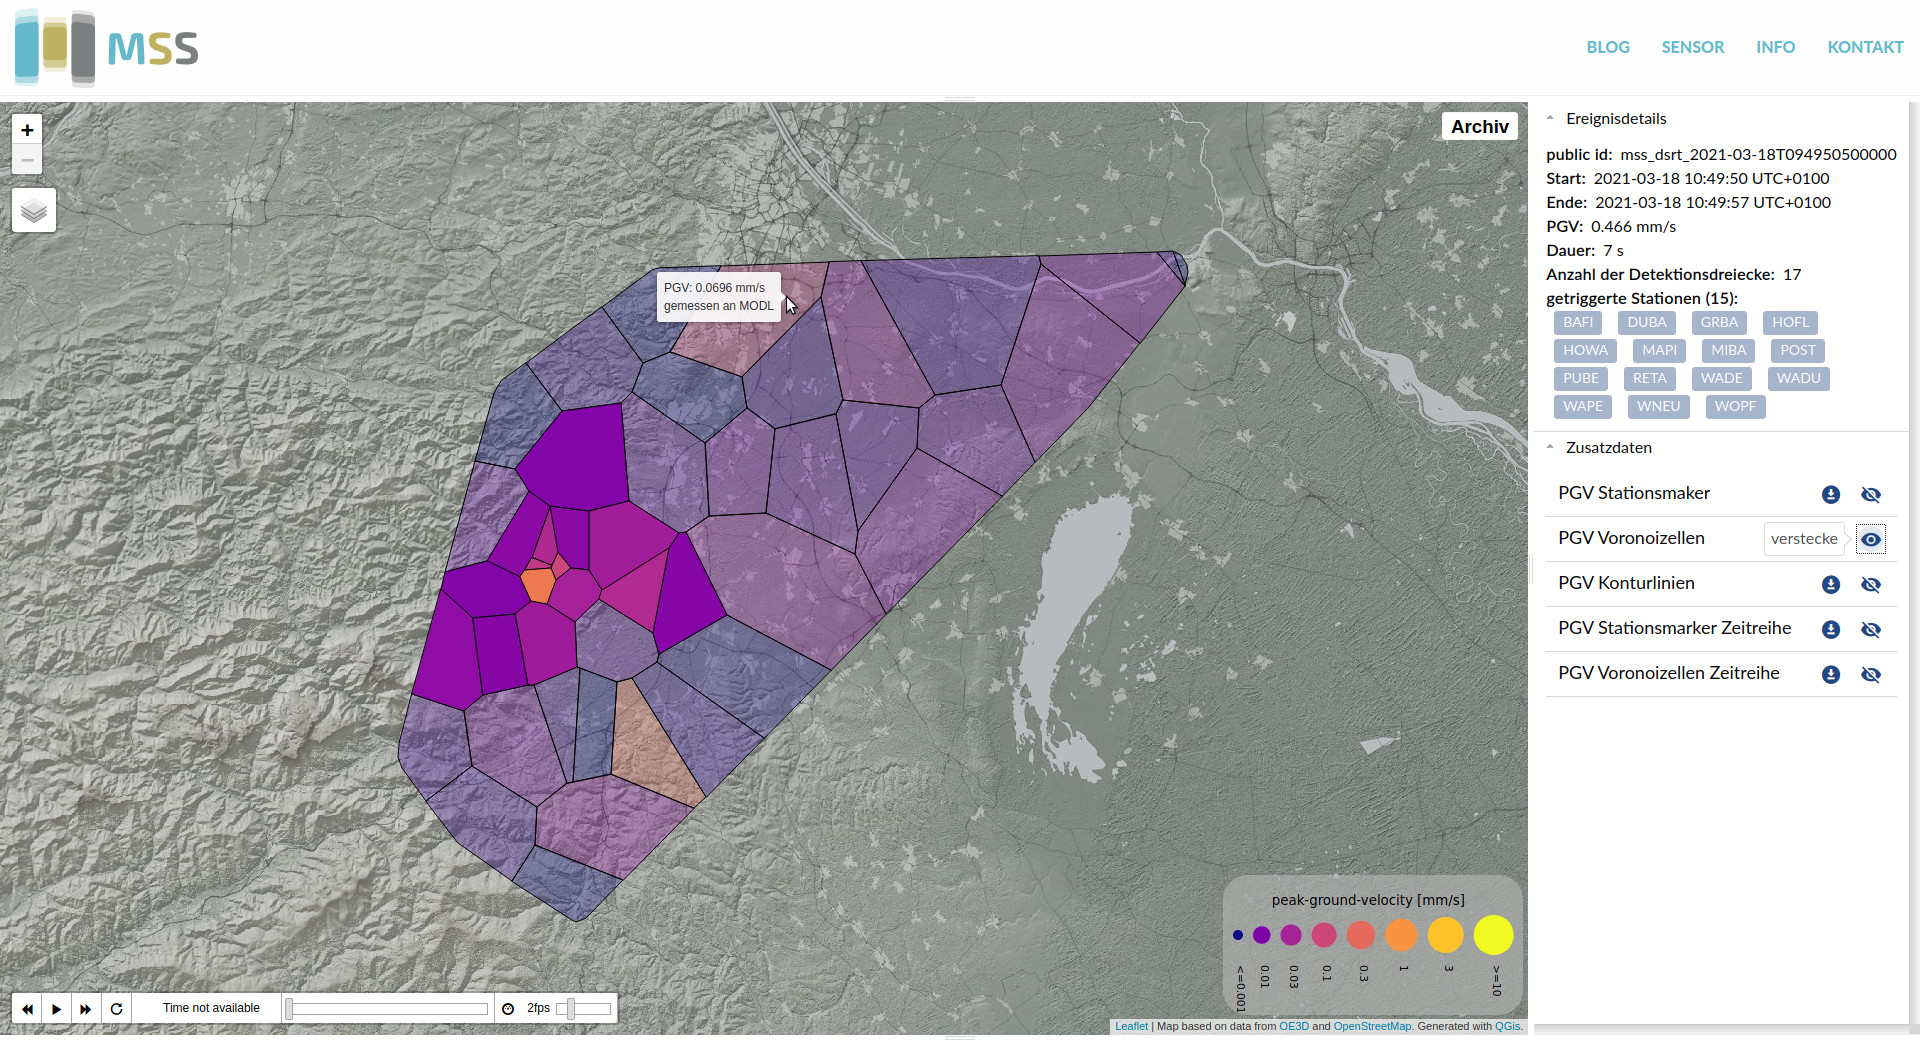 MSS
BLOG SENSOR INFO KONTAKT
+
−
Archiv
PGV: 0.0696 mm/s
gemessen an MODL
Ereignisdetails
public id: mss_dsrt_2021-03-18T094950500000
Start: 2021-03-18 10:49:50 UTC+0100
Ende: 2021-03-18 10:49:57 UTC+0100
PGV: 0.466 mm/s
Dauer: 7 s
Anzahl der Detektionsdreiecke: 17
getriggerte Stationen (15):
BAFI DUBA GRBA HOFL
HOWA MAPI MIBA POST
PUBE RETA WADE WADU
WAPE WNEU WOPF
Zusatzdaten
PGV Stationsmaker
PGV Voronoizellen verstecke
PGV Konturlinien
PGV Stationsmarker Zeitreihe
PGV Voronoizellen Zeitreihe
peak-ground-velocity [mm/s]
<=0.001 0.01 0.03 0.1 0.3 1 3 >=10
Time not available 2fps
Leaflet | Map based on data from OE3D and OpenStreetMap. Generated with QGis.